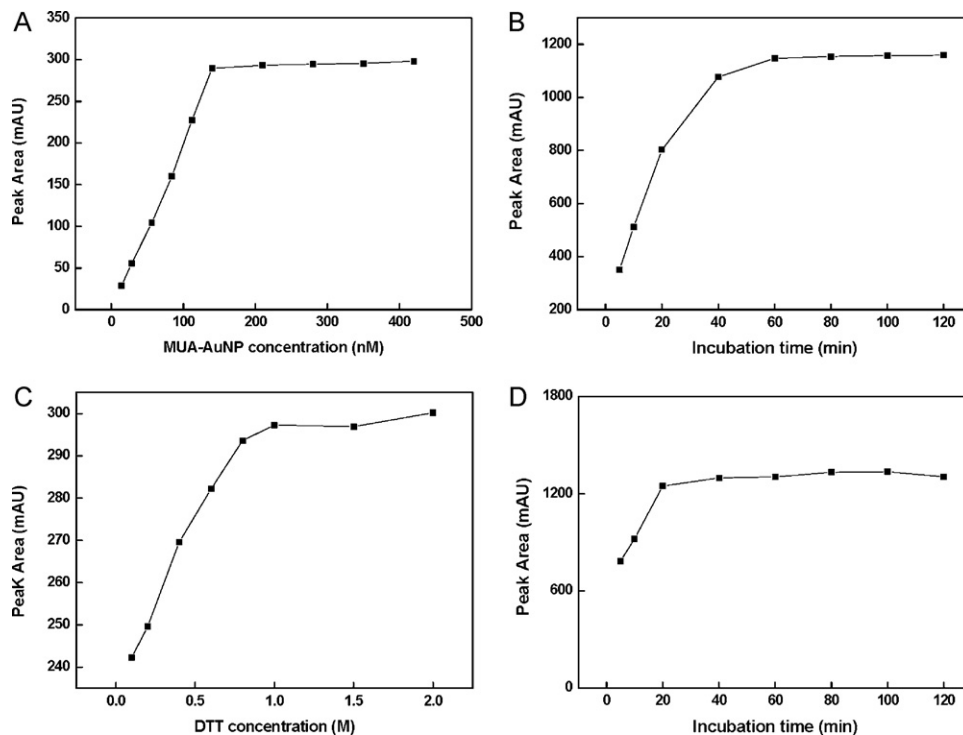 A
350
300
250
200
150
100
50
0
0 100 200 300 400 500
Peak Area (mAU)
MUA-AuNP concentration (nM)
B
1200
1000
800
600
400
200
0 20 40 60 80 100 120
Peak Area (mAU)
Incubation time (min)
C
300
290
280
270
260
250
240
0.0 0.5 1.0 1.5 2.0
PeaK Area (mAU)
DTT concentration (M)
D
1800
1200
600
0
0 20 40 60 80 100 120
Peak Area (mAU)
Incubation time (min)